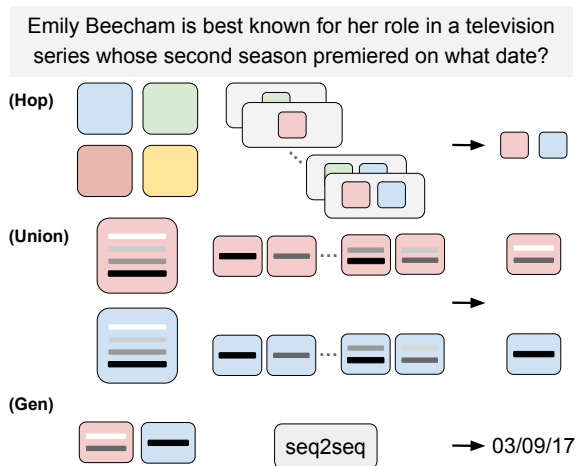 Emily Beecham is best known for her role in a television
series whose second season premiered on what date?
(Hop)
(Union)
(Gen)
seq2seq
03/09/17